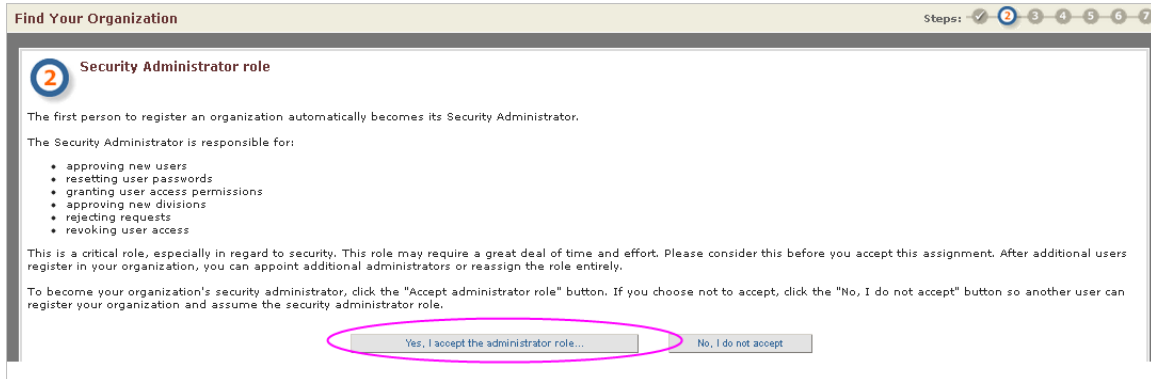 Find Your Organization
Steps: 2 3 4 5 6 7
2
Security Administrator role
The first person to register an organization automatically becomes its Security Administrator.
The Security Administrator is responsible for:
• approving new users
• resetting user passwords
• granting user access permissions
• approving new divisions
• rejecting requests
• revoking user access
This is a critical role, especially in regard to security. This role may require a great deal of time and effort. Please consider this before you accept this assignment. After additional users
register in your organization, you can appoint additional administrators or reassign the role entirely.
To become your organization's security administrator, click the "Accept administrator role" button. If you choose not to accept, click the "No, I do not accept" button so another user can
register your organization and assume the security administrator role.
Yes, I accept the administrator role... No, I do not accept